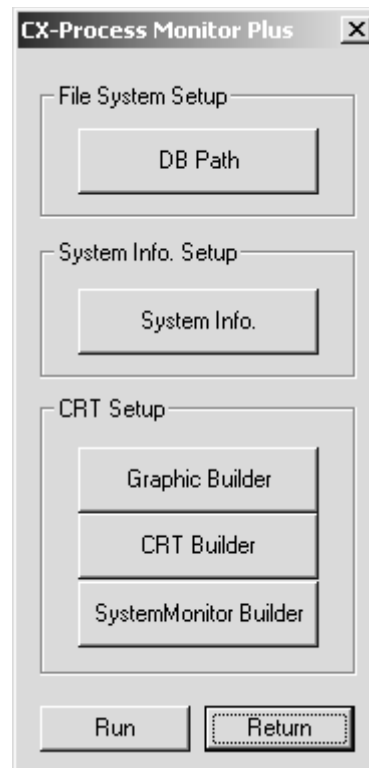 CX-Process Monitor Plus
File System Setup
DB Path
System Info. Setup
System Info.
CRT Setup
Graphic Builder
CRT Builder
SystemMonitor Builder
Run Return